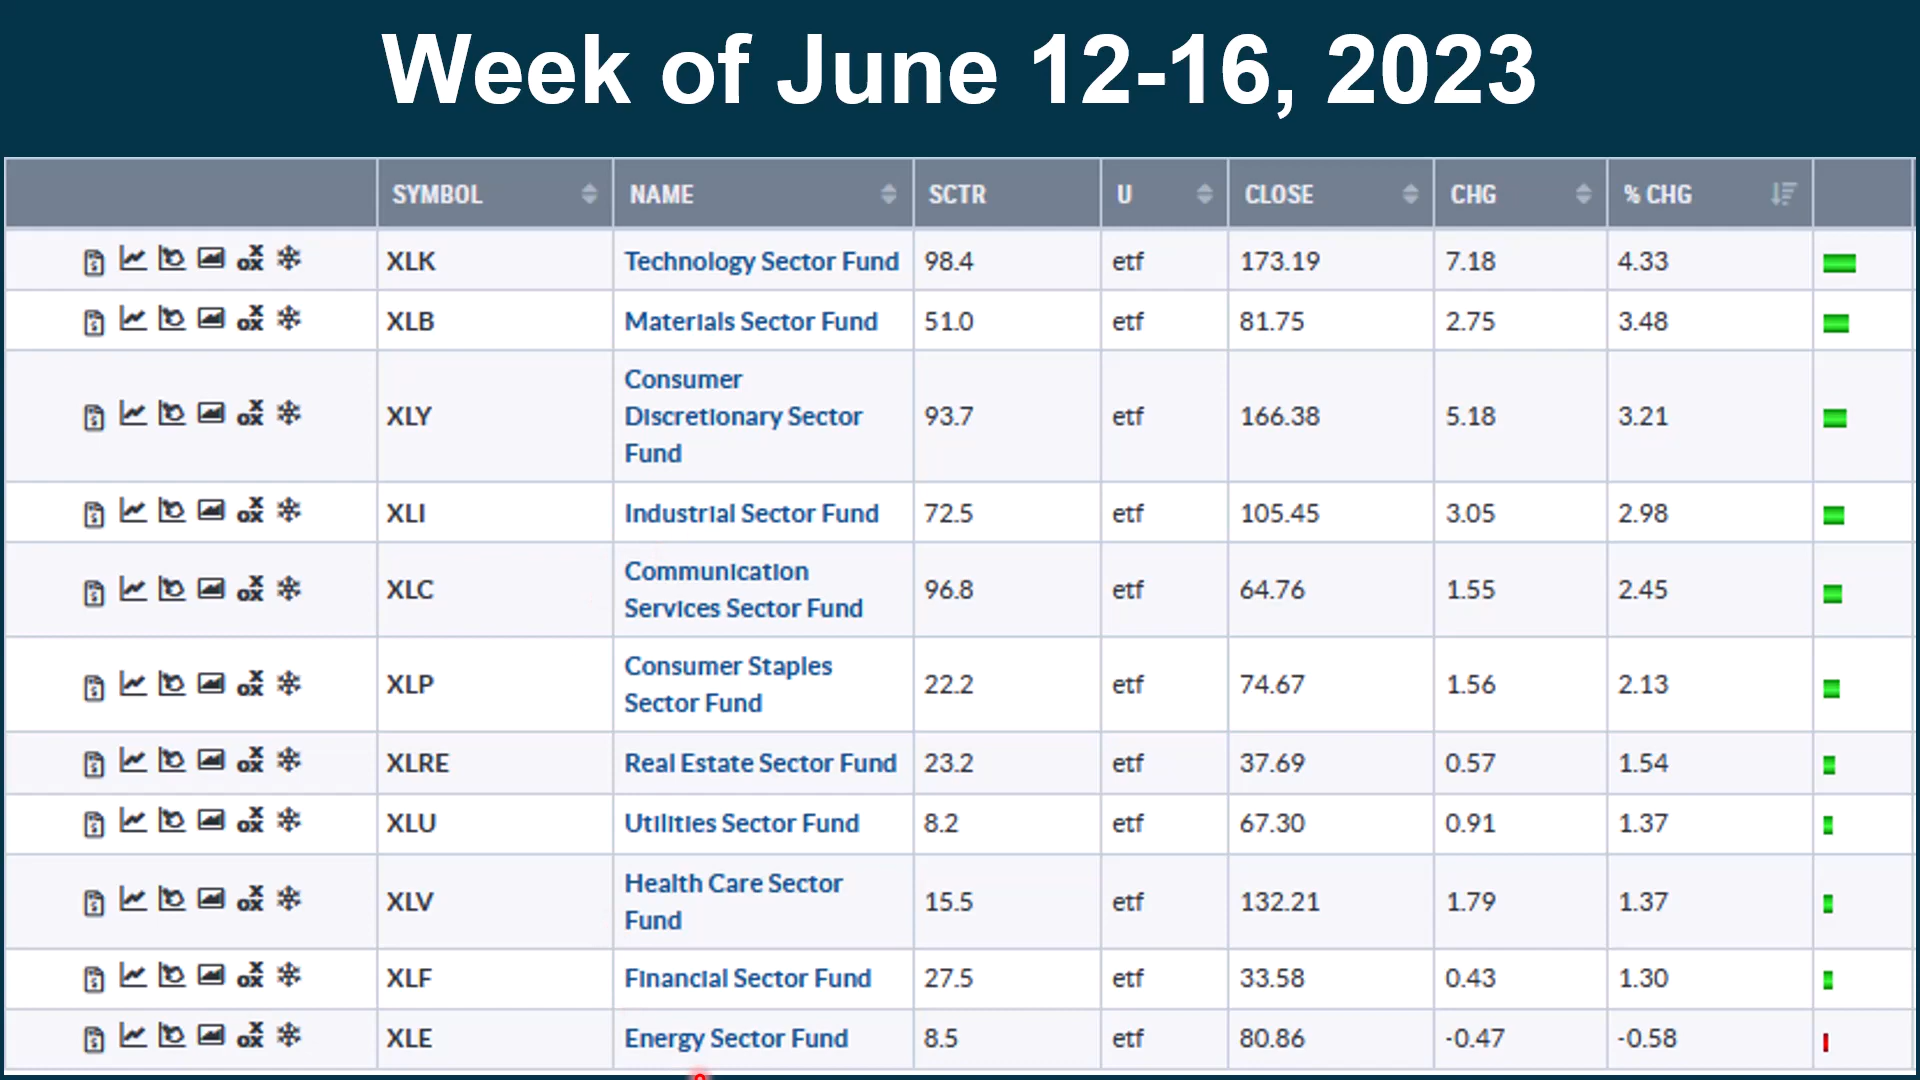 Week of June 12-16, 2023
SYMBOL NAME SCTR U CLOSE CHG % CHG
XLK Technology Sector Fund 98.4 etf 173.19 7.18 4.33
XLB Materials Sector Fund 51.0 etf 81.75 2.75 3.48
Consumer
XLY Discretionary Sector 93.7 etf 166.38 5.18 3.21
Fund
XLI Industrial Sector Fund 72.5 etf 105.45 3.05 2.98
Communication
XLC 96.8 etf 64.76 1.55 2.45
Services Sector Fund
Consumer Staples
XLP 22.2 etf 74.67 1.56 2.13
Sector Fund
XLRE Real Estate Sector Fund 23.2 etf 37.69 0.57 1.54
XLU Utilities Sector Fund 8.2 etf 67.30 0.91 1.37
Health Care Sector
XLV 15.5 etf 132.21 1.79 1.37
Fund
XLF Financial Sector Fund 27.5 etf 33.58 0.43 1.30
XLE Energy Sector Fund 8.5 etf 80.86 -0.47 -0.58